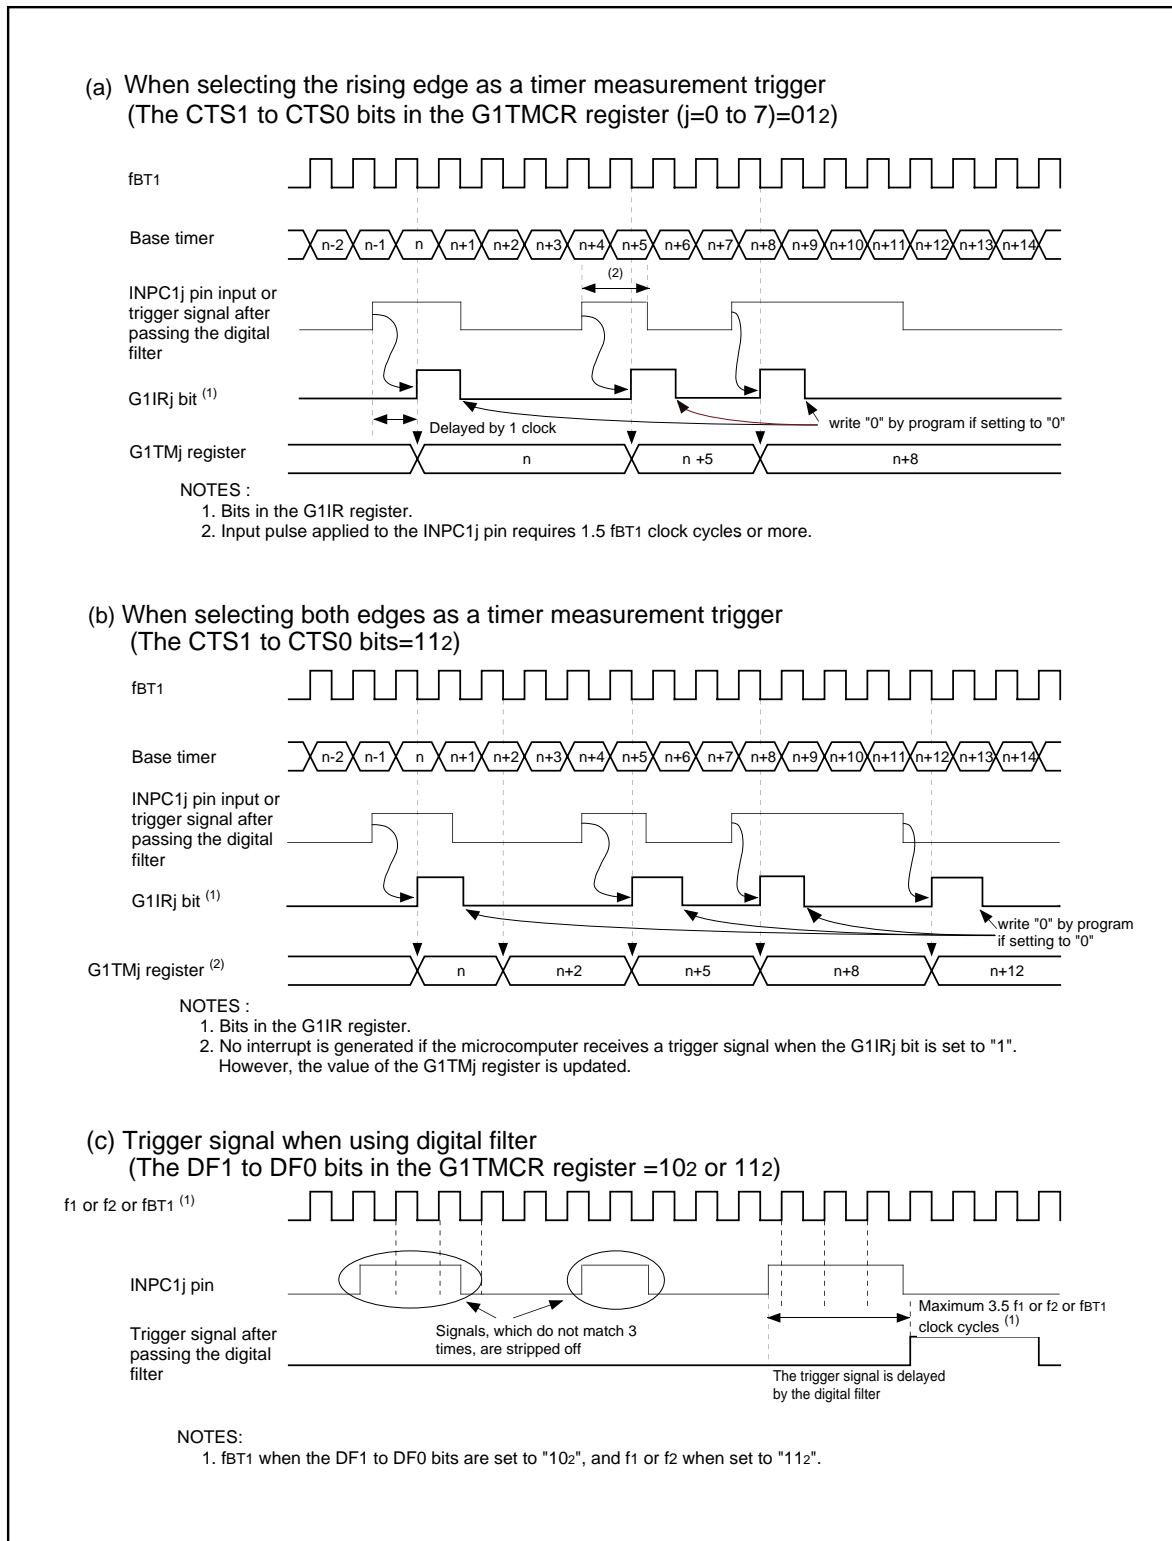 (a) When selecting the rising edge as a timer measurement trigger
(The CTS1 to CTS0 bits in the G1TMCR register (j=0 to 7)=012)
fBT1
Base timer
n-2 n-1 n n+1 n+2 n+3 n+4 n+5 n+6 n+7 n+8 n+9 n+10 n+11 n+12 n+13 n+14
(2)
INPC1j pin input or
trigger signal after
passing the digital
filter
G1IRj bit (1)
Delayed by 1 clock
write "0" by program if setting to "0"
G1TMj register
n
n +5
n+8
NOTES :
1. Bits in the G1IR register.
2. Input pulse applied to the INPC1j pin requires 1.5 fBT1 clock cycles or more.
(b) When selecting both edges as a timer measurement trigger
(The CTS1 to CTS0 bits=112)
fBT1
Base timer
n-2 n-1 n n+1 n+2 n+3 n+4 n+5 n+6 n+7 n+8 n+9 n+10 n+11 n+12 n+13 n+14
INPC1j pin input or
trigger signal after
passing the digital
filter
G1IRj bit (1)
write "0" by program
if setting to "0"
G1TMj register (2)
n
n+2
n+5
n+8
n+12
NOTES :
1. Bits in the G1IR register.
2. No interrupt is generated if the microcomputer receives a trigger signal when the G1IRj bit is set to "1".
However, the value of the G1TMj register is updated.
(c) Trigger signal when using digital filter
(The DF1 to DF0 bits in the G1TMCR register =102 or 112)
f1 or f2 or fBT1 (1)
INPC1j pin
Signals, which do not match 3
times, are stripped off
Maximum 3.5 f1 or f2 or fBT1
clock cycles (1)
Trigger signal after
passing the digital
filter
The trigger signal is delayed
by the digital filter
NOTES:
1. fBT1 when the DF1 to DF0 bits are set to "102", and f1 or f2 when set to "112".